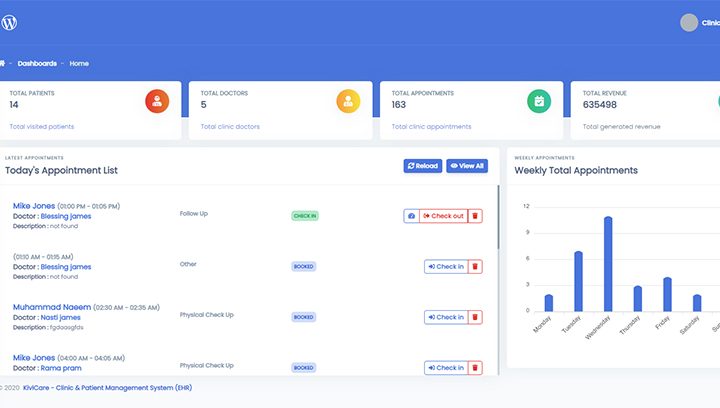 Clinic
Dashboards - Home
TOTAL PATIENTS
14
Total visited patients
TOTAL DOCTORS
5
Total clinic doctors
TOTAL APPOINTMENTS
163
Total clinic appointments
TOTAL REVENUE
635498
Total generated revenue
LATEST APPOINTMENTS
Today's Appointment List
Reload
View All
Mike Jones (01:00 PM - 01:05 PM)
Doctor : Blessing james
Description : not found
Follow Up
CHECK IN
Check out
(01:10 AM - 01:15 AM)
Doctor : Blessing james
Description : not found
Other
BOOKED
Check in
Muhammad Naeem (02:30 AM - 02:35 AM)
Doctor : Nasti james
Description : fgdaasgfds
Physical Check Up
BOOKED
Check in
Mike Jones (04:00 AM - 04:05 AM)
Doctor : Rama pram
Physical Check Up
BOOKED
Check in
WEEKLY APPOINTMENTS
Weekly Total Appointments
12
9
6
3
0
Monday
Tuesday
Wednesday
Thursday
Friday
Saturday
© 2020 KiviCare - Clinic & Patient Management System (EHR)